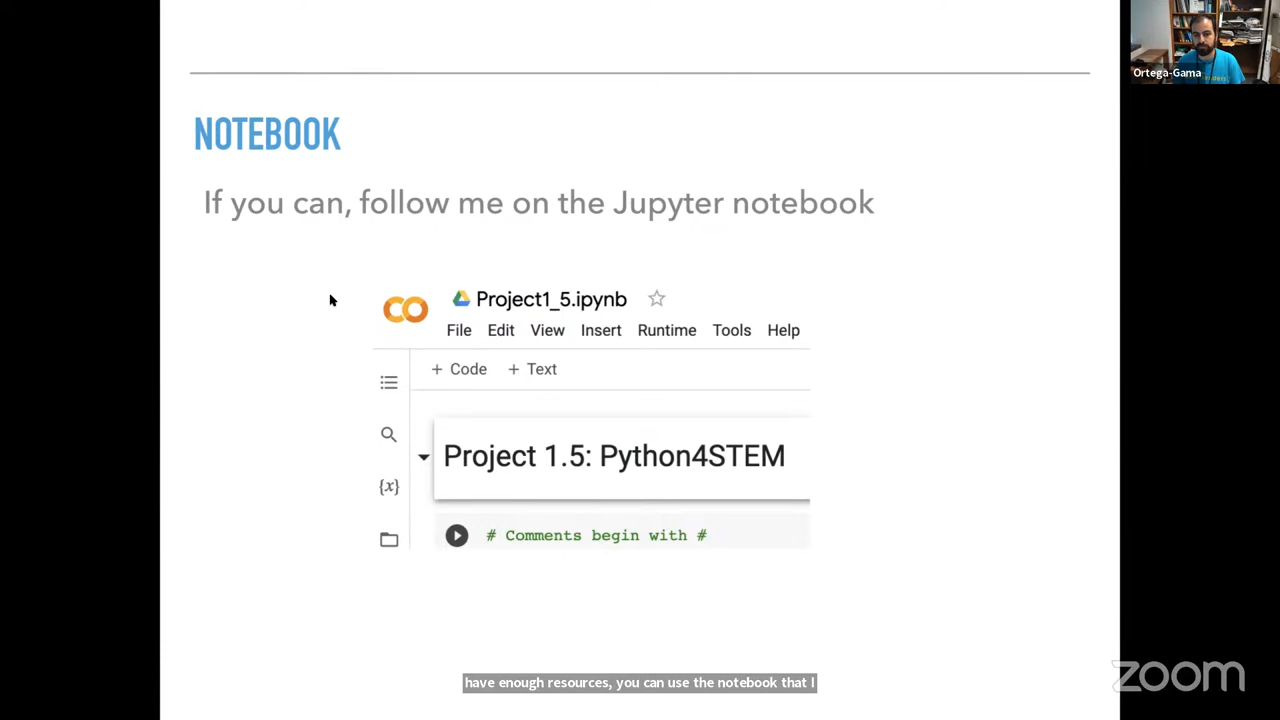 Ortega-Gama
NOTEBOOK
If you can, follow me on the Jupyter notebook
Project1_5.ipynb
File Edit View Insert Runtime Tools Help
+ Code + Text
Project 1.5: Python4STEM
{x}
# Comments begin with #
have enough resources, you can use the notebook that I
zoom